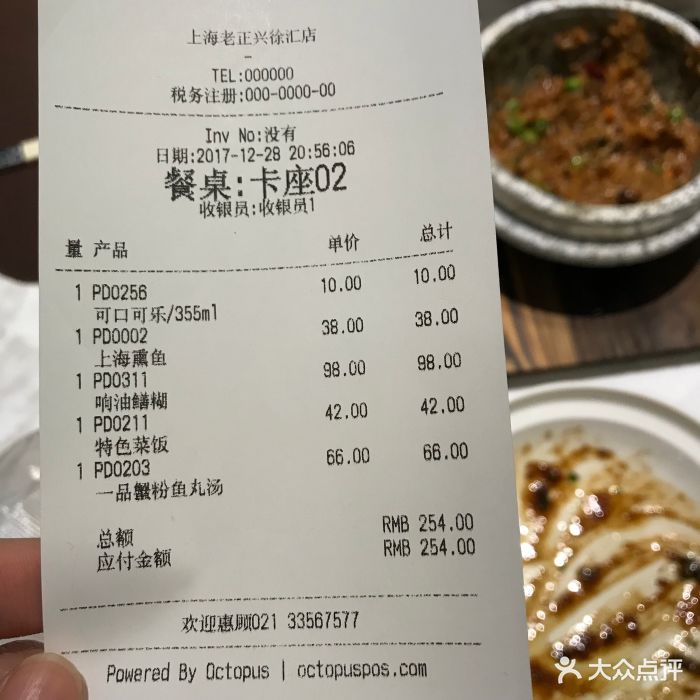 上海老正兴徐汇店
-
TEL:000000
税务注册:000-0000-00
Inv No:没有
日期:2017-12-28 20:56:06
餐桌:卡座02
收银员:收银员1
量 产品 单价 总计
1 PD0256 10.00 10.00
可口可乐/355ml
1 PD0002 38.00 38.00
上海熏鱼
1 PD0311 98.00 98.00
响油鳝糊
1 PD0211 42.00 42.00
特色菜饭
1 PD0203 66.00 66.00
一品蟹粉鱼丸汤
总额 RMB 254.00
应付金额 RMB 254.00
欢迎惠顾021 33567577
Powered By Octopus | octopuspos.com
大众点评